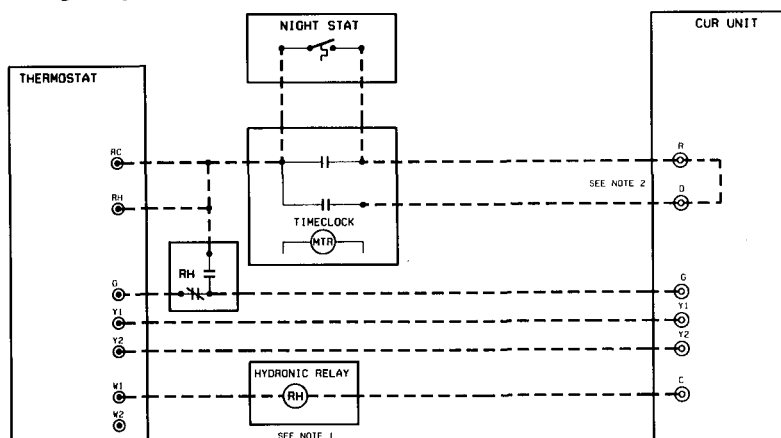 NIGHT STAT
CUR UNIT
THERMOSTAT
RC
R
SEE NOTE 2
RH
O
TIMECLOCK
MTR
RH
G
G
Y1
Y1
Y2
Y2
HYDRONIC RELAY
W1
RH
C
W2
SEE NOTE 1